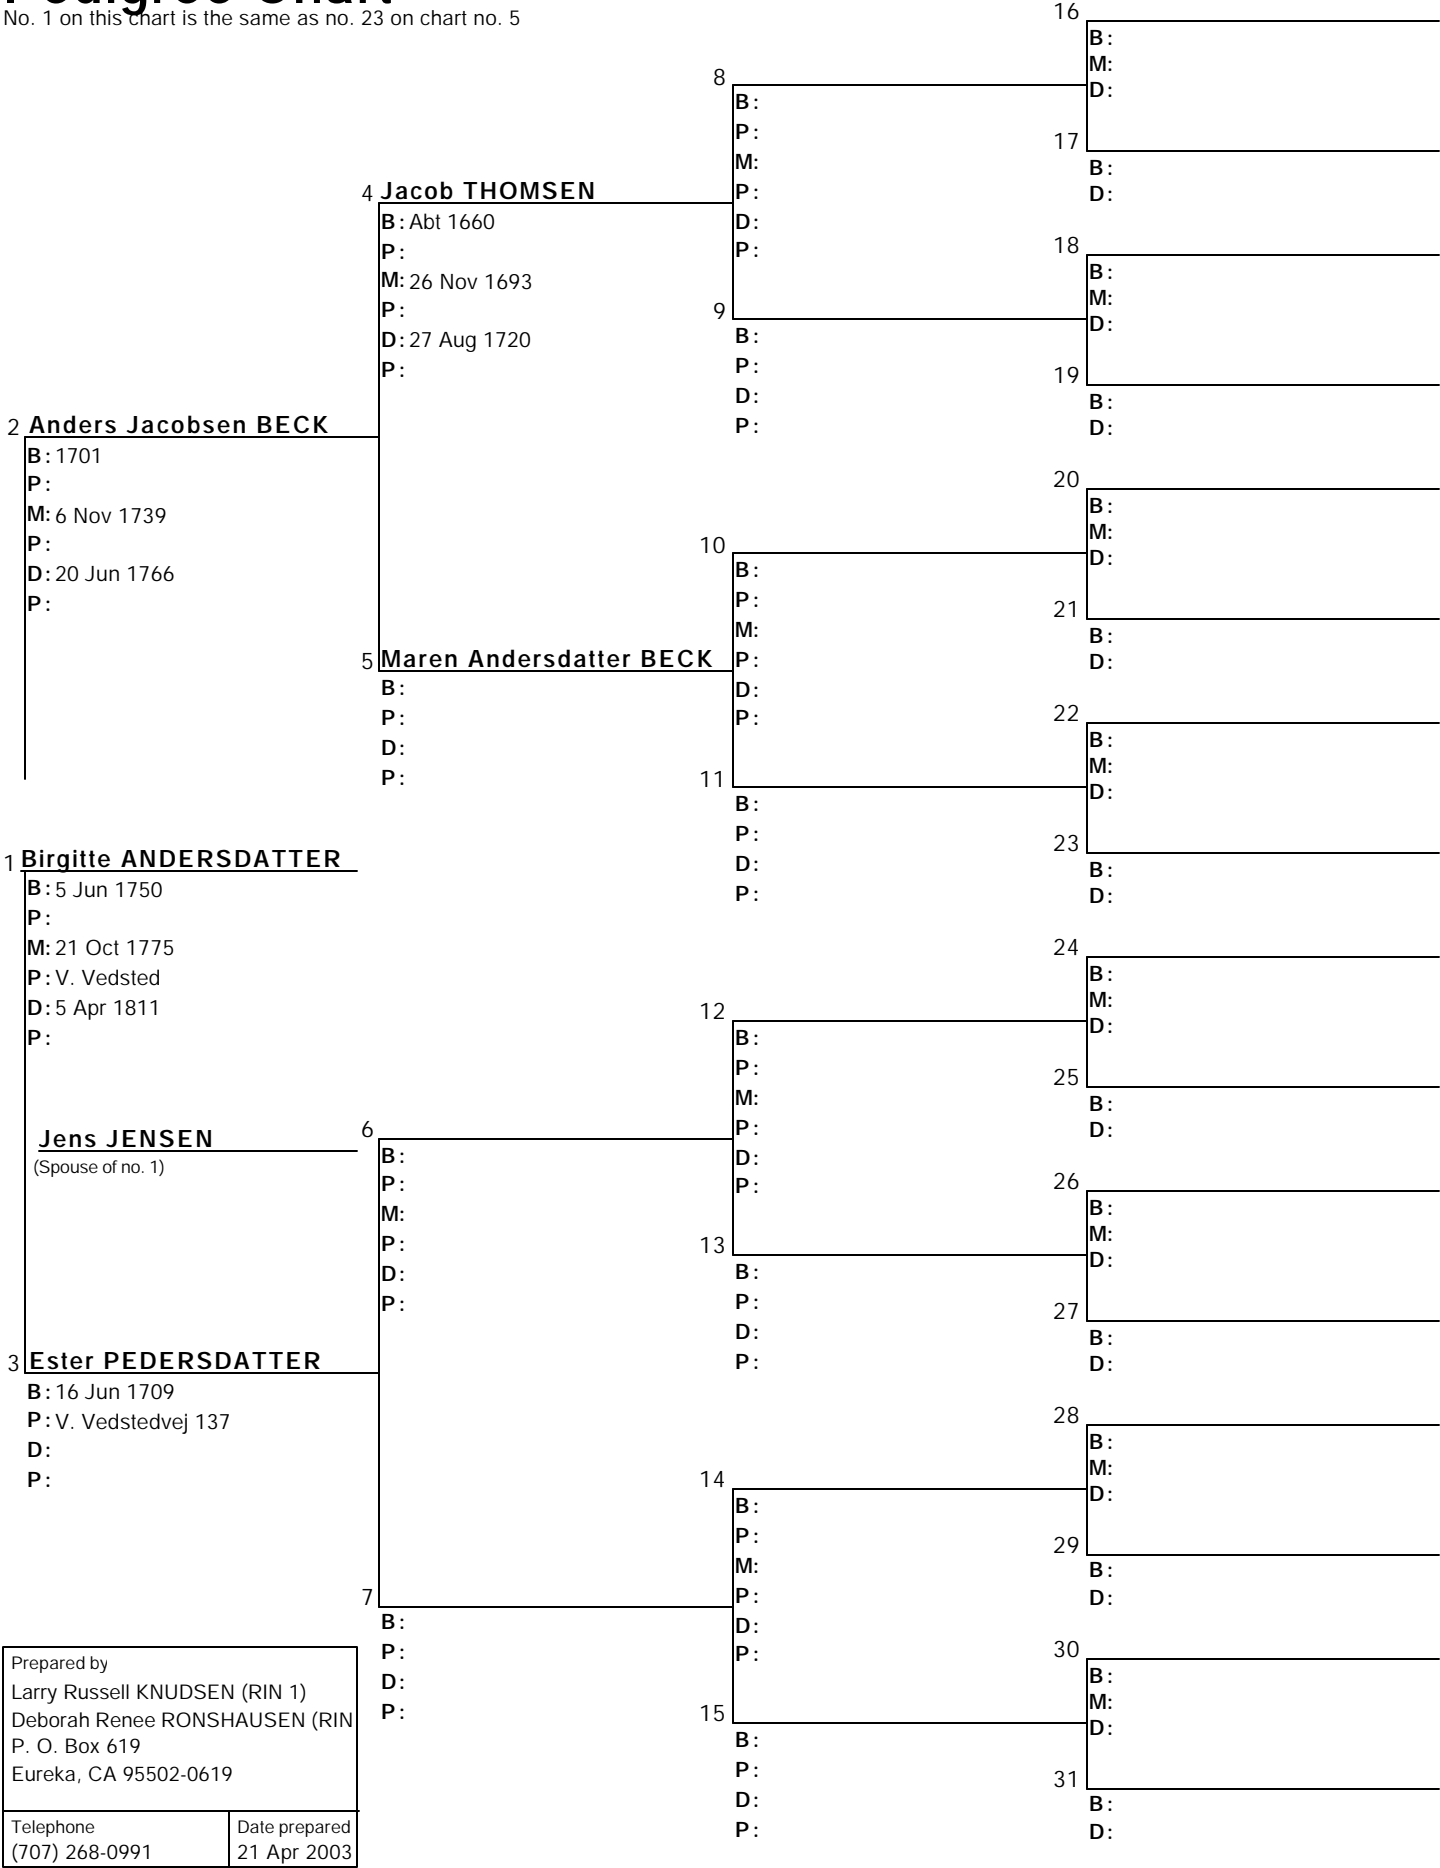 Pedigree Chart
No. 1 on this chart is the same as no. 23 on chart no. 5
2 Anders Jacobsen BECK
B: 1701
P:
M: 6 Nov 1739
P:
D: 20 Jun 1766
P:
1 Birgitte ANDERSDATTER
B: 5 Jun 1750
P:
M: 21 Oct 1775
P: V. Vedsted
D: 5 Apr 1811
P:
Jens JENSEN
(Spouse of no. 1)
3 Ester PEDERSDATTER
B: 16 Jun 1709
P: V. Vedstedvej 137
D:
P:
4 Jacob THOMSEN
B: Abt 1660
P:
M: 26 Nov 1693
P:
D: 27 Aug 1720
P:
5 Maren Andersdatter BECK
B:
P:
D:
P:
6
B:
P:
M:
P:
D:
P:
7
B:
P:
D:
P:
8
B:
P:
M:
P:
D:
P:
9
B:
P:
D:
P:
10
B:
P:
M:
P:
D:
P:
11
B:
P:
D:
P:
12
B:
P:
M:
P:
D:
P:
13
B:
P:
D:
P:
14
B:
P:
M:
P:
D:
P:
15
B:
P:
D:
P:
16
B:
M:
D:
17
B:
D:
18
B:
M:
D:
19
B:
D:
20
B:
M:
D:
21
B:
D:
22
B:
M:
D:
23
B:
D:
24
B:
M:
D:
25
B:
D:
26
B:
M:
D:
27
B:
D:
28
B:
M:
D:
29
B:
D:
30
B:
M:
D:
31
B:
D:
Prepared by
Larry Russell KNUDSEN (RIN 1)
Deborah Renee RONSHAUSEN (RIN
P. O. Box 619
Eureka, CA 95502-0619
Telephone
(707) 268-0991
Date prepared
21 Apr 2003